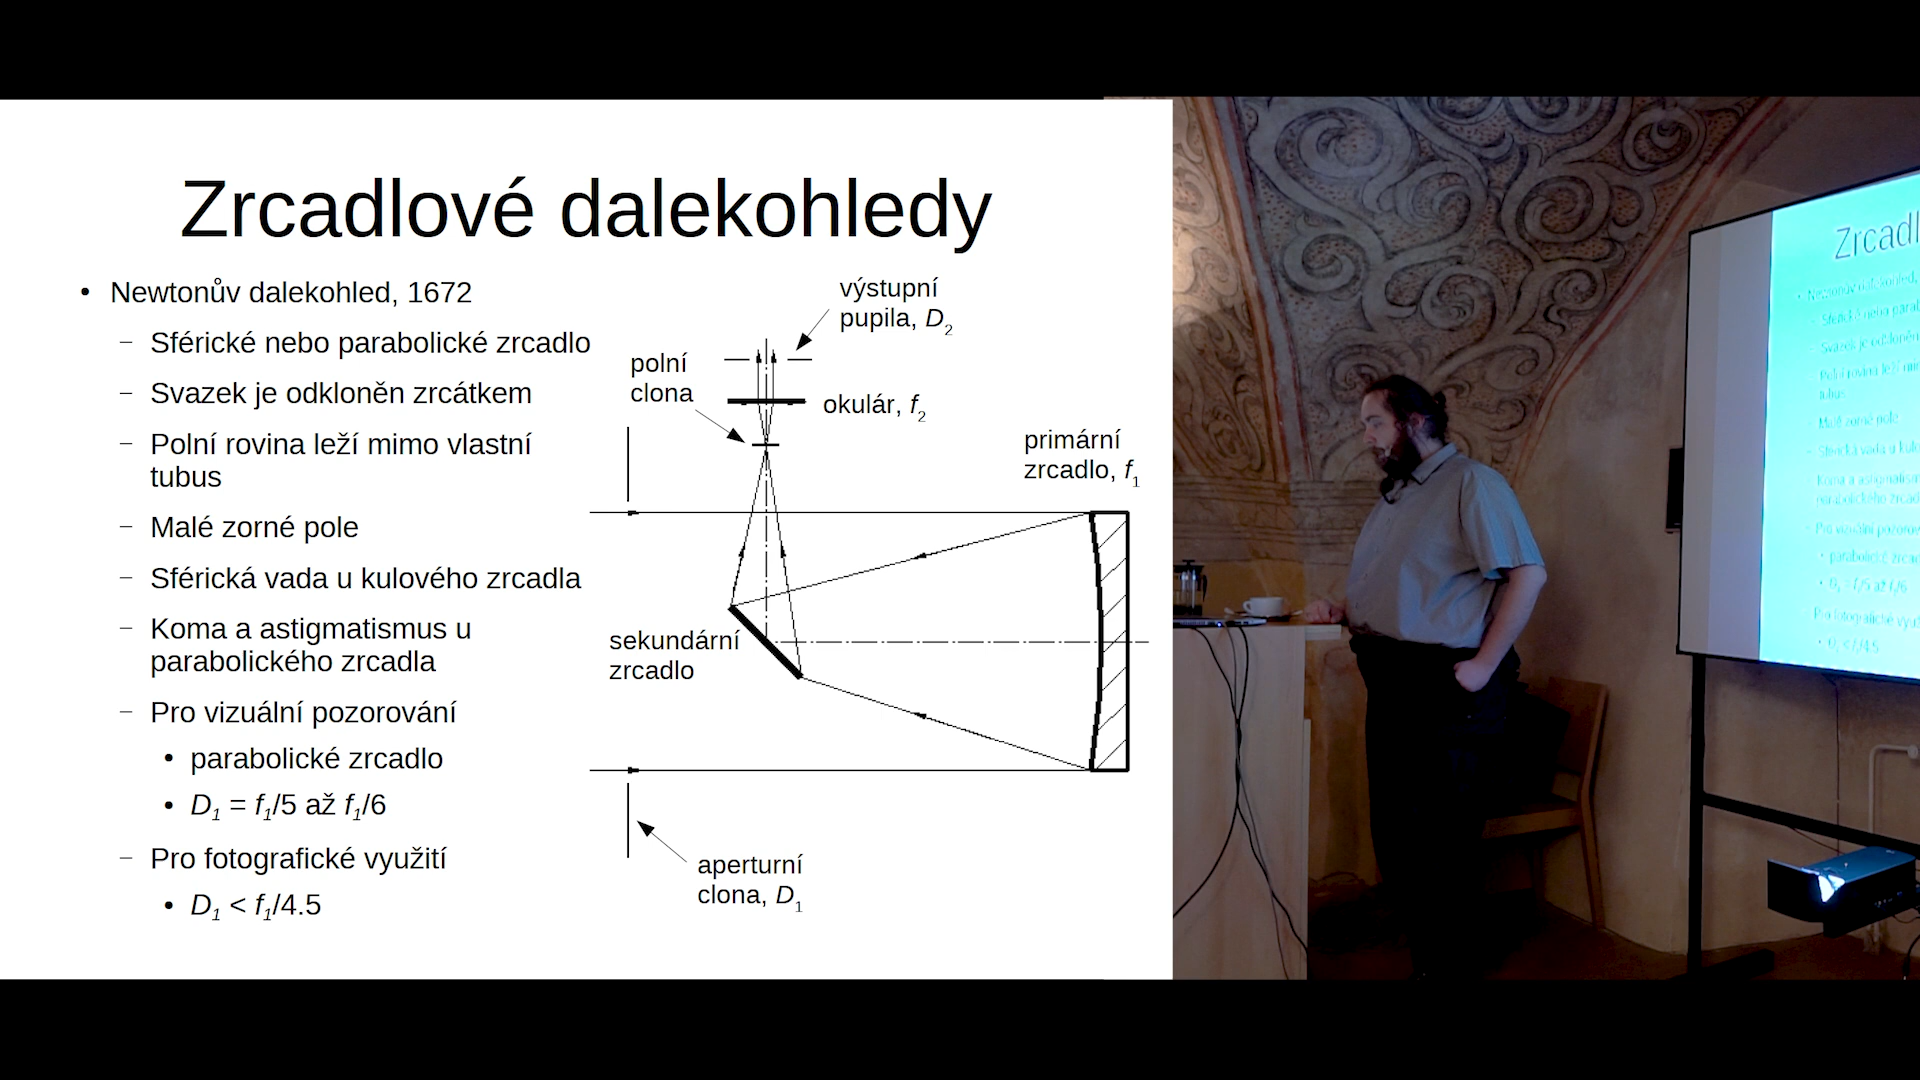 Zrcadlové dalekohledy
• Newtonův dalekohled, 1672
– Sférické nebo parabolické zrcadlo
– Svazek je odkloněn zrcátkem
– Polní rovina leží mimo vlastní
tubus
– Malé zorné pole
– Sférická vada u kulového zrcadla
– Koma a astigmatismus u
parabolického zrcadla
– Pro vizuální pozorování
• parabolické zrcadlo
• D1 = f1/5 až f1/6
– Pro fotografické využití
• D1 < f1/4.5
výstupní
pupila, D2
polní
clona
okulár, f2
primární
zrcadlo, f1
sekundární
zrcadlo
aperturní
clona, D1
Zrcadl